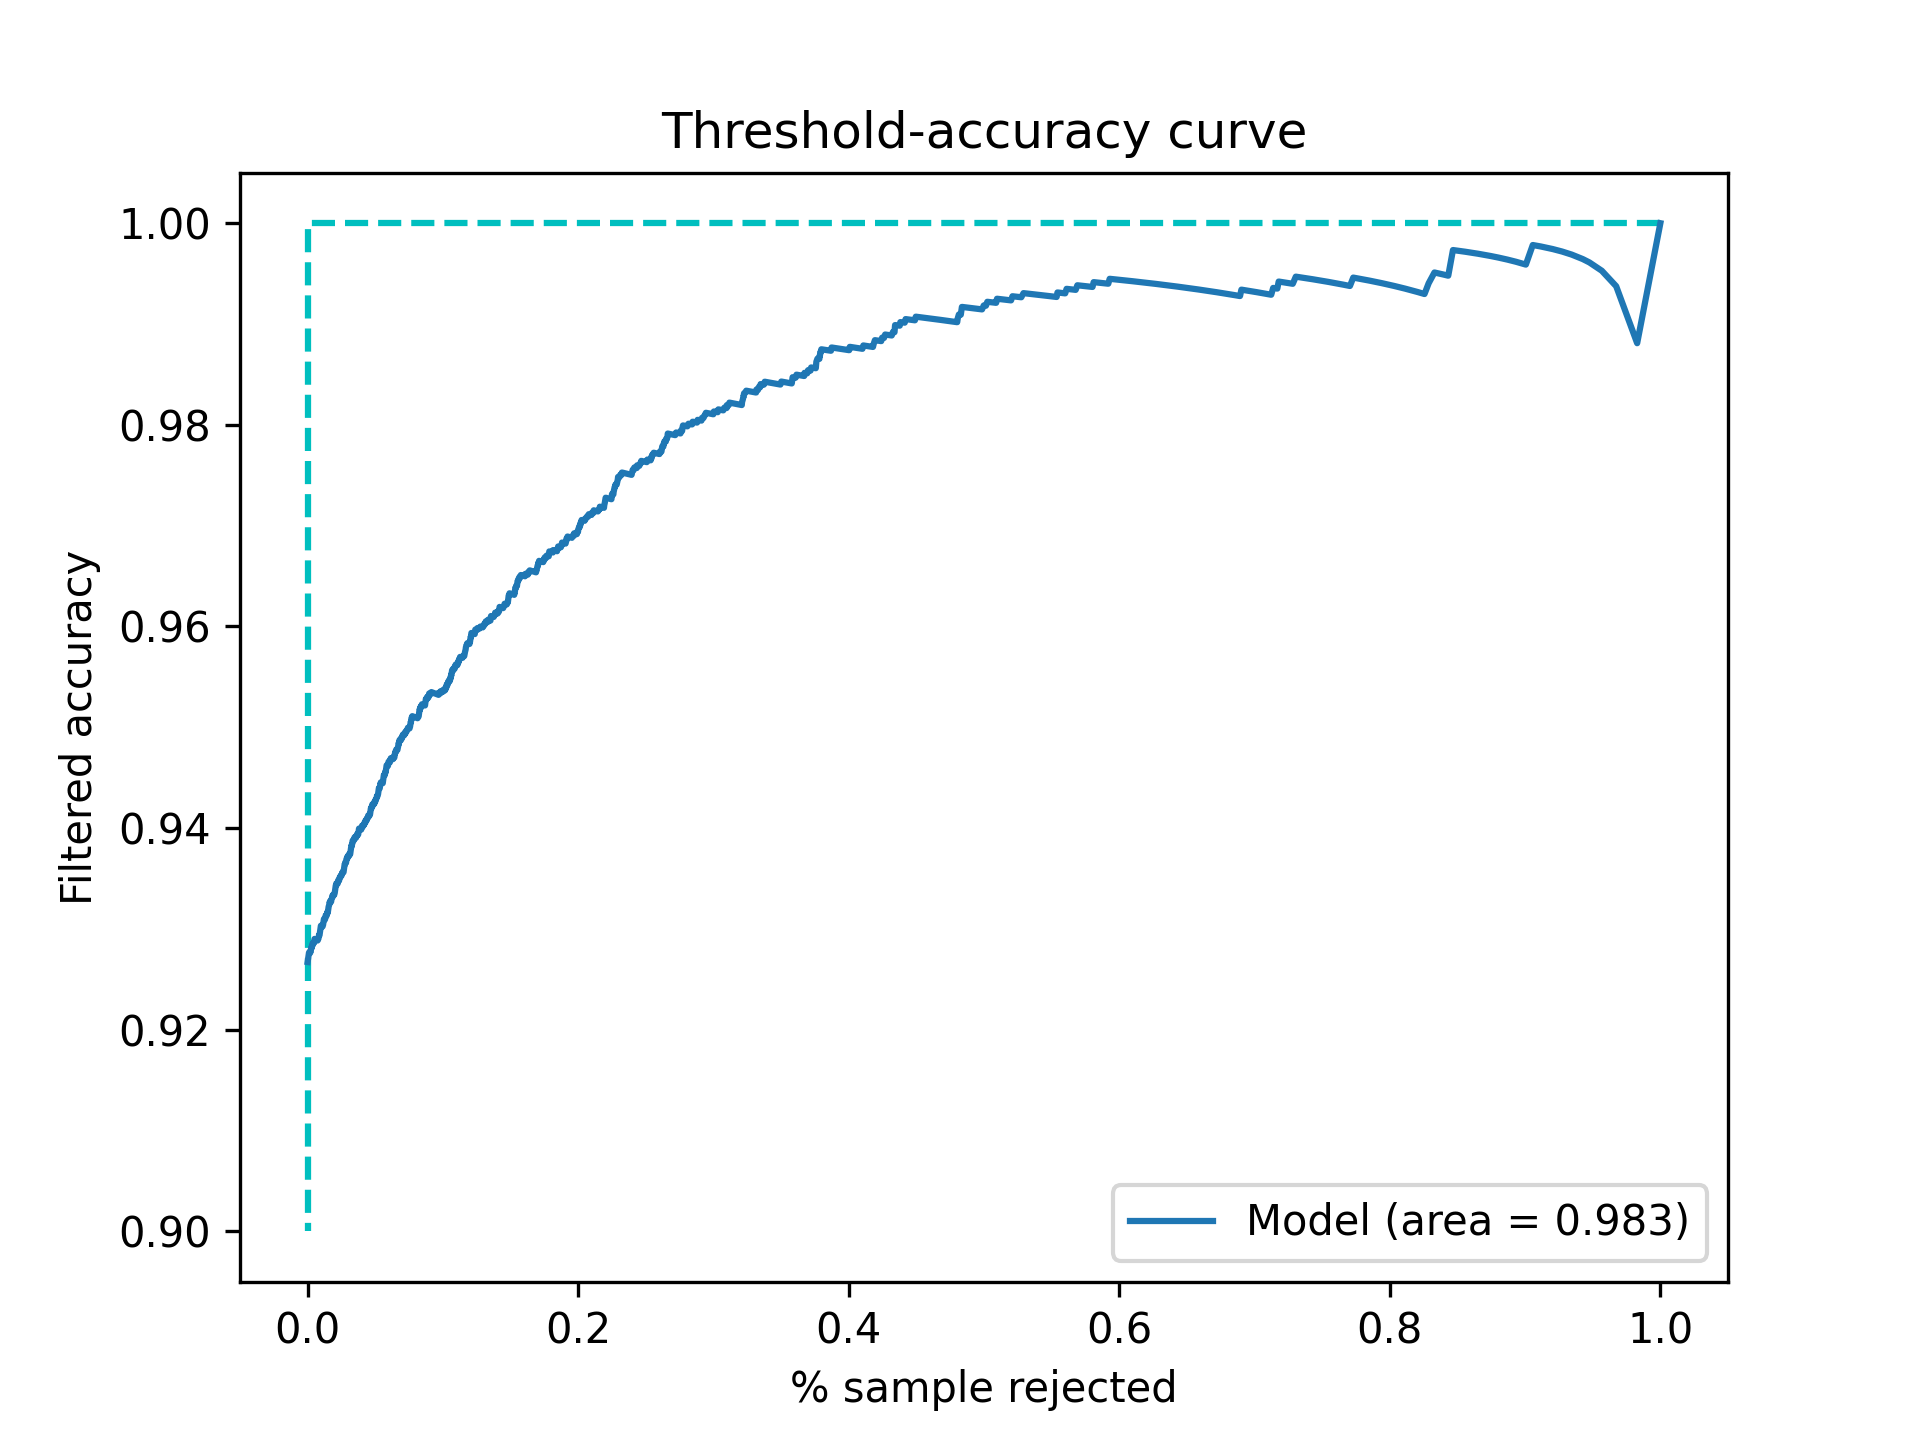 Threshold-accuracy curve
1.00
0.98
0.96
0.94
0.92
0.90
Filtered accuracy
Model (area = 0.983)
0.0 0.2 0.4 0.6 0.8 1.0
% sample rejected